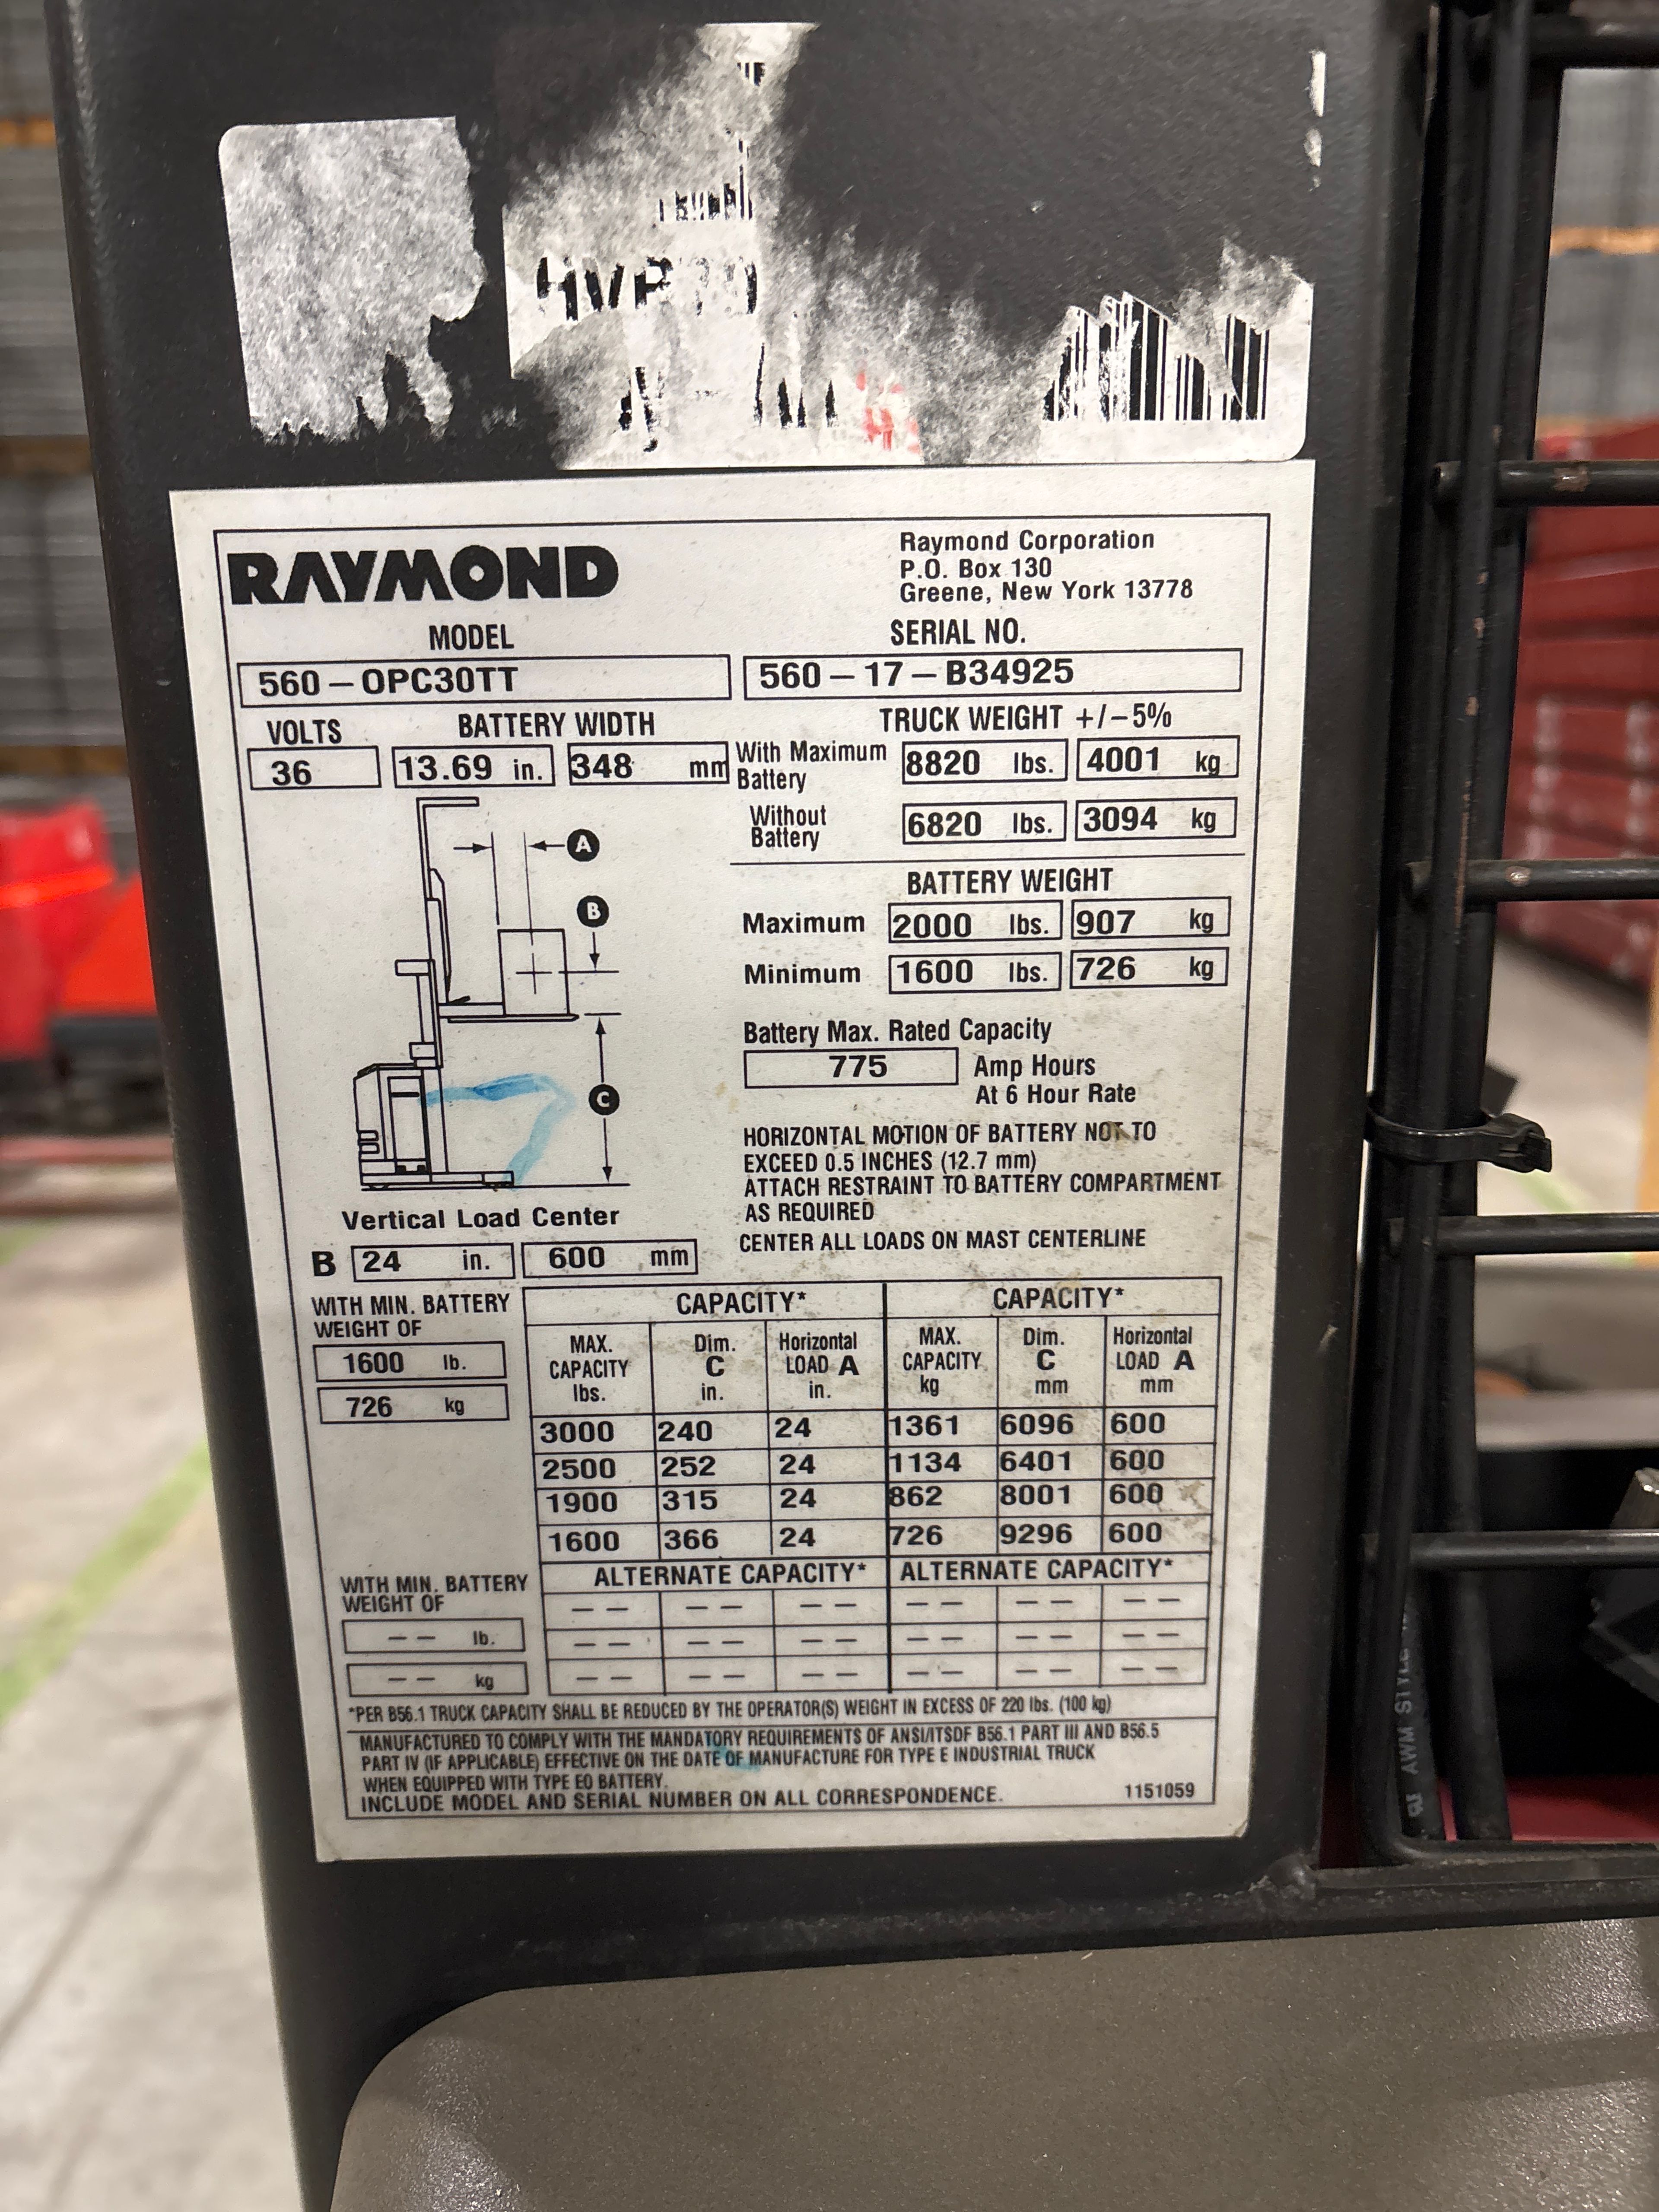 RAYMOND
Raymond Corporation
P.O. Box 130
Greene, New York 13778
MODEL
SERIAL NO.
560-OPC30TT
560-17-B34925
VOLTS
BATTERY WIDTH
TRUCK WEIGHT +/-5%
36
13.69 in.
348 mm
With Maximum
Battery
8820 lbs.
4001 kg
Without
Battery
6820 lbs.
3094 kg
A
B
C
BATTERY WEIGHT
Maximum
2000 lbs.
907 kg
Minimum
1600 lbs.
726 kg
Battery Max. Rated Capacity
775
Amp Hours
At 6 Hour Rate
HORIZONTAL MOTION OF BATTERY NOT TO
EXCEED 0.5 INCHES (12.7 mm)
ATTACH RESTRAINT TO BATTERY COMPARTMENT
AS REQUIRED
CENTER ALL LOADS ON MAST CENTERLINE
Vertical Load Center
B 24 in. 600 mm
WITH MIN. BATTERY
WEIGHT OF
1600 lb.
726 kg
CAPACITY* CAPACITY*
MAX. Dim. Horizontal MAX. Dim. Horizontal
CAPACITY C LOAD A CAPACITY C LOAD A
lbs. in. in. kg mm mm
3000 240 24 1361 6096 600
2500 252 24 1134 6401 600
1900 315 24 862 8001 600
1600 366 24 726 9296 600
ALTERNATE CAPACITY* ALTERNATE CAPACITY*
WITH MIN. BATTERY
WEIGHT OF
-- lb.
-- kg
-- -- -- -- -- --
-- -- -- -- -- --
-- -- -- -- -- --
*PER B56.1 TRUCK CAPACITY SHALL BE REDUCED BY THE OPERATOR(S) WEIGHT IN EXCESS OF 220 lbs. (100 kg)
MANUFACTURED TO COMPLY WITH THE MANDATORY REQUIREMENTS OF ANSI/ITSDF B56.1 PART III AND B56.5
PART IV (IF APPLICABLE) EFFECTIVE ON THE DATE OF MANUFACTURE FOR TYPE E INDUSTRIAL TRUCK
WHEN EQUIPPED WITH TYPE EO BATTERY.
INCLUDE MODEL AND SERIAL NUMBER ON ALL CORRESPONDENCE.
1151059
AWM STYLE